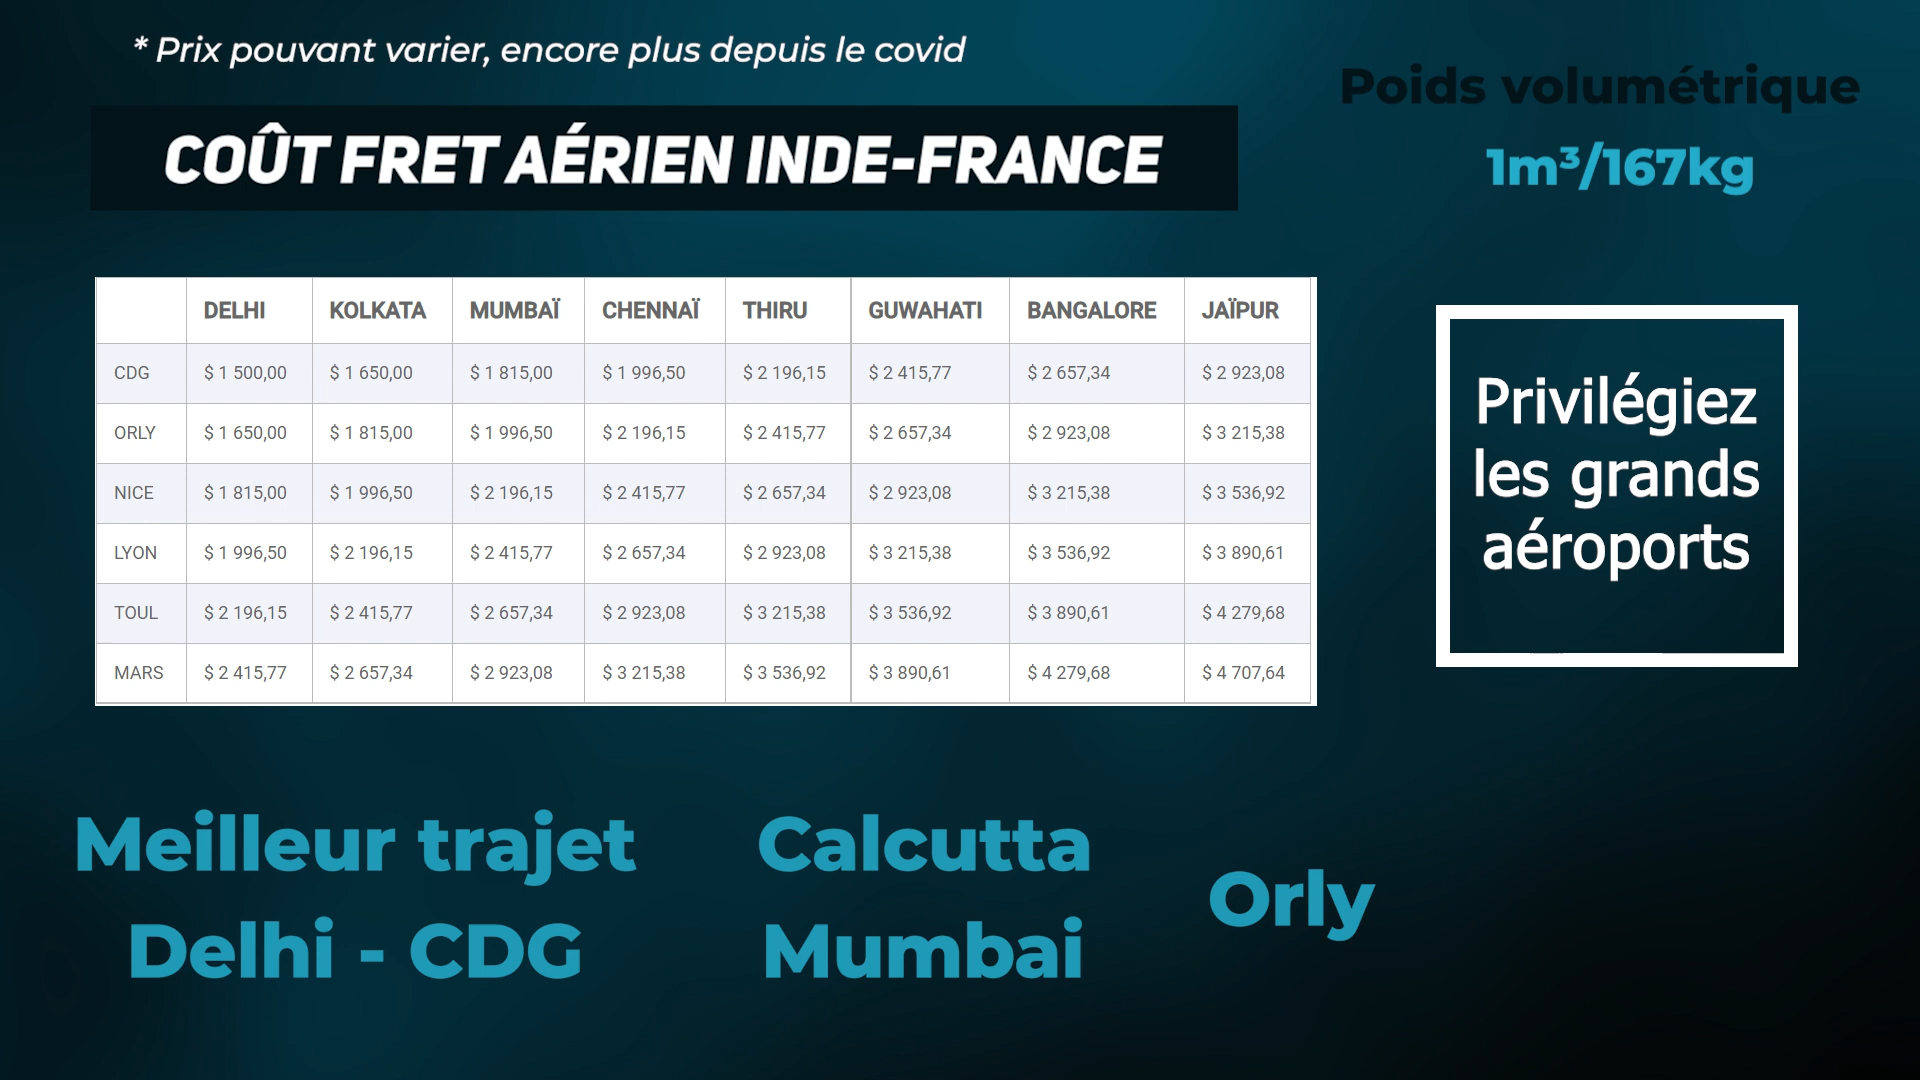 * Prix pouvant varier, encore plus depuis le covid
COÛT FRET AÉRIEN INDE-FRANCE
Poids volumétrique
1m³/167kg
DELHI KOLKATA MUMBAÏ CHENNAÏ THIRU GUWAHATI BANGALORE JAÏPUR
CDG $ 1 500,00 $ 1 650,00 $ 1 815,00 $ 1 996,50 $ 2 196,15 $ 2 415,77 $ 2 657,34 $ 2 923,08
ORLY $ 1 650,00 $ 1 815,00 $ 1 996,50 $ 2 196,15 $ 2 415,77 $ 2 657,34 $ 2 923,08 $ 3 215,38
NICE $ 1 815,00 $ 1 996,50 $ 2 196,15 $ 2 415,77 $ 2 657,34 $ 2 923,08 $ 3 215,38 $ 3 536,92
LYON $ 1 996,50 $ 2 196,15 $ 2 415,77 $ 2 657,34 $ 2 923,08 $ 3 215,38 $ 3 536,92 $ 3 890,61
TOUL $ 2 196,15 $ 2 415,77 $ 2 657,34 $ 2 923,08 $ 3 215,38 $ 3 536,92 $ 3 890,61 $ 4 279,68
MARS $ 2 415,77 $ 2 657,34 $ 2 923,08 $ 3 215,38 $ 3 536,92 $ 3 890,61 $ 4 279,68 $ 4 707,64
Privilégiez
les grands
aéroports
Meilleur trajet
Delhi - CDG
Calcutta
Mumbai
Orly